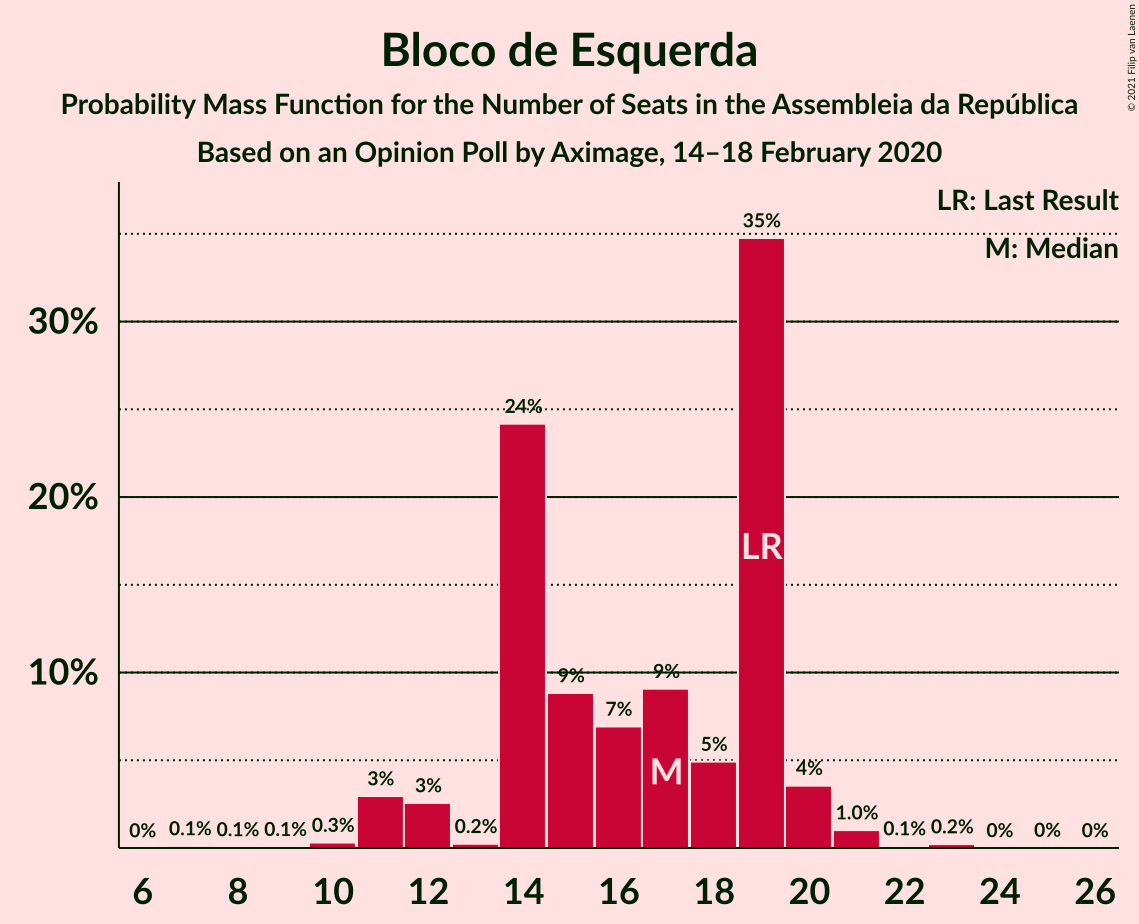 © 2021 Filip van Laenen
Bloco de Esquerda
Probability Mass Function for the Number of Seats in the Assembleia da República
Based on an Opinion Poll by Aximage, 14–18 February 2020
LR: Last Result
M: Median
30%
20%
10%
0%
0.1%
0.1%
0.1%
0.3%
3%
3%
0.2%
24%
9%
7%
9%
5%
35%
4%
1.0%
0.1%
0.2%
0%
0%
0%
LR
M
6 8 10 12 14 16 18 20 22 24 26